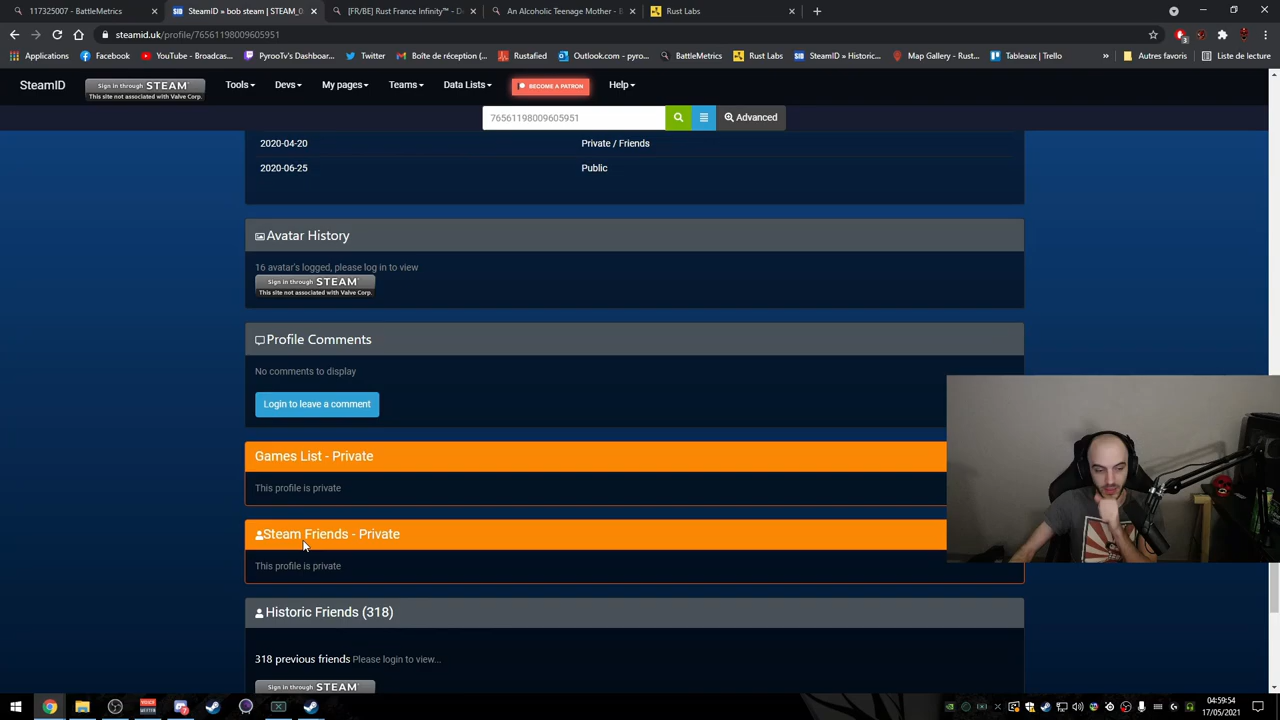 117325007 - BattleMetrics
SteamID » bob steam | STEAM_0
[FR/BE] Rust France Infinity™ - D
An Alcoholic Teenage Mother - B
Rust Labs
steamid.uk/profile/76561198009605951
Applications
Facebook
YouTube - Broadcas...
PyrooTv's Dashboar...
Twitter
Boîte de réception (...
Rustafied
Outlook.com - pyro...
BattleMetrics
Rust Labs
SteamID » Historic...
Map Gallery - Rust...
Tableaux | Trello
Autres favoris
Liste de lecture
SteamID
Sign in through STEAM
This site not associated with Valve Corp.
Tools
Devs
My pages
Teams
Data Lists
BECOME A PATRON
Help
76561198009605951
Advanced
2020-04-20 Private / Friends
2020-06-25 Public
Avatar History
16 avatar's logged, please log in to view
Sign in through STEAM
This site not associated with Valve Corp.
Profile Comments
No comments to display
Login to leave a comment
Games List - Private
This profile is private
Steam Friends - Private
This profile is private
Historic Friends (318)
318 previous friends Please login to view...
Sign in through STEAM
04:59:54
17/05/2021